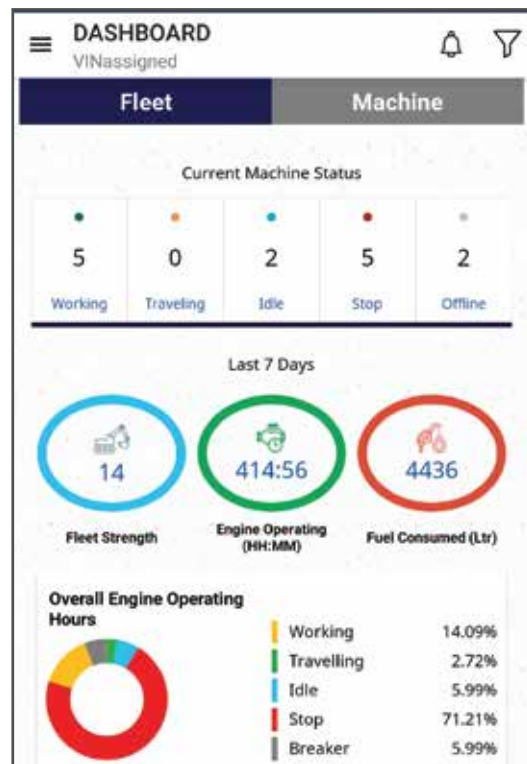 DASHBOARD
VINassigned
Fleet Machine
Current Machine Status
5 0 2 5 2
Working Traveling Idle Stop Offline
Last 7 Days
14 414:56 4436
Fleet Strength Engine Operating (HH:MM) Fuel Consumed (Ltr)
Overall Engine Operating
Hours
Working 14.09%
Travelling 2.72%
Idle 5.99%
Stop 71.21%
Breaker 5.99%